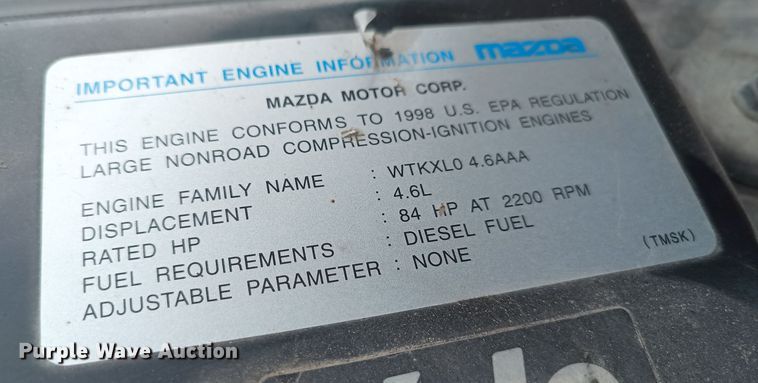 IMPORTANT ENGINE INFORMATION mazda
MAZDA MOTOR CORP.
THIS ENGINE CONFORMS TO 1998 U.S. EPA REGULATION
LARGE NONROAD COMPRESSION-IGNITION ENGINES
ENGINE FAMILY NAME : WTKXL0 4.6AAA
DISPLACEMENT : 4.6L
RATED HP : 84 HP AT 2200 RPM
FUEL REQUIREMENTS : DIESEL FUEL
ADJUSTABLE PARAMETER : NONE
(TMSK)
Purple Wave Auction